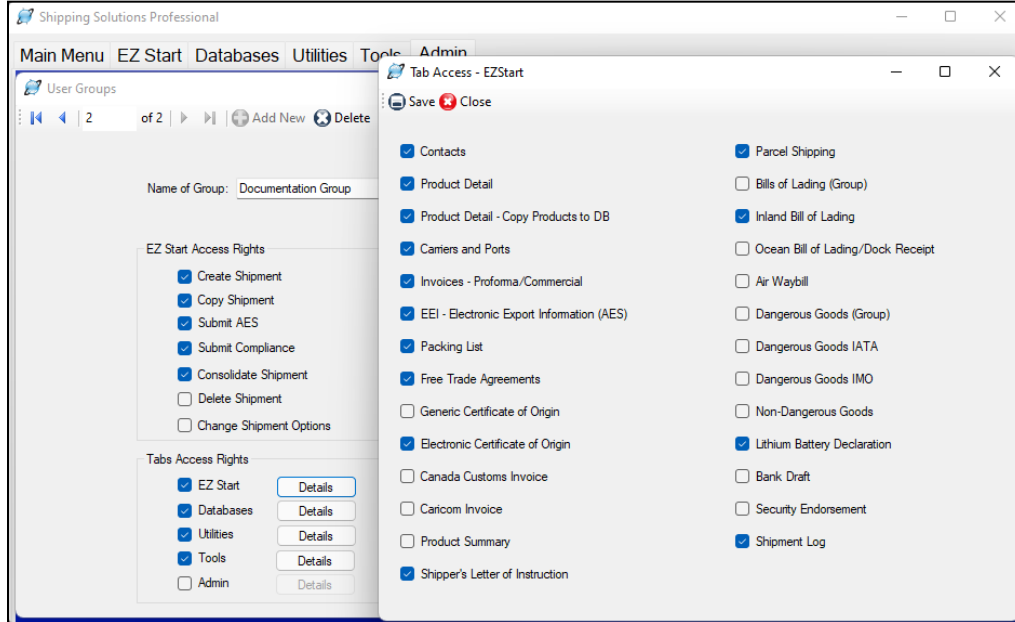 Shipping Solutions Professional
Main Menu EZ Start Databases Utilities Tools Admin
User Groups
2 of 2 Add New Delete
Name of Group: Documentation Group
EZ Start Access Rights
Create Shipment
Copy Shipment
Submit AES
Submit Compliance
Consolidate Shipment
Delete Shipment
Change Shipment Options
Tabs Access Rights
EZ Start Details
Databases Details
Utilities Details
Tools Details
Admin Details
Tab Access - EZStart
Save Close
Contacts
Product Detail
Product Detail - Copy Products to DB
Carriers and Ports
Invoices - Proforma/Commercial
EEI - Electronic Export Information (AES)
Packing List
Free Trade Agreements
Generic Certificate of Origin
Electronic Certificate of Origin
Canada Customs Invoice
Caricom Invoice
Product Summary
Shipper's Letter of Instruction
Parcel Shipping
Bills of Lading (Group)
Inland Bill of Lading
Ocean Bill of Lading/Dock Receipt
Air Waybill
Dangerous Goods (Group)
Dangerous Goods IATA
Dangerous Goods IMO
Non-Dangerous Goods
Lithium Battery Declaration
Bank Draft
Security Endorsement
Shipment Log